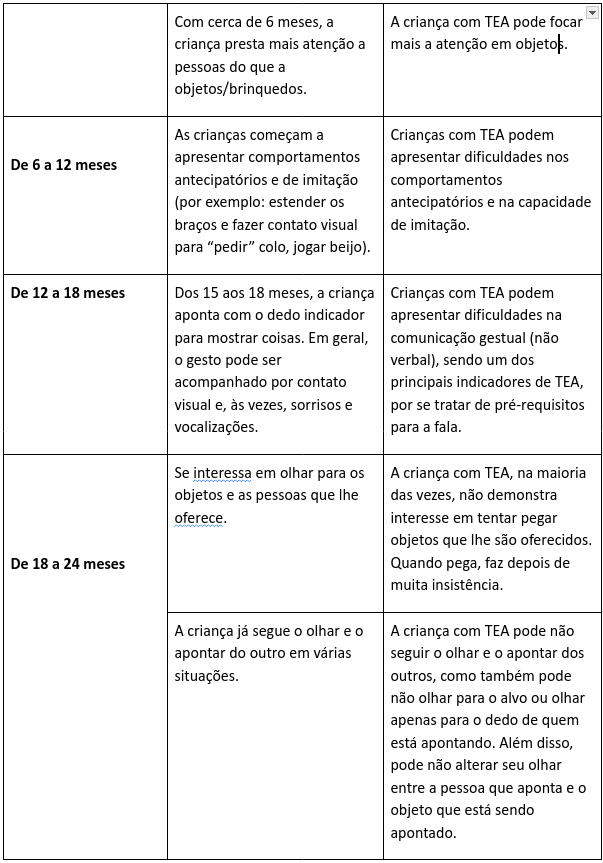 Com cerca de 6 meses, a
criança presta mais atenção a
pessoas do que a
objetos/brinquedos.
A criança com TEA pode focar
mais a atenção em objetos.
De 6 a 12 meses
As crianças começam a
apresentar comportamentos
antecipatórios e de imitação
(por exemplo: estender os
braços e fazer contato visual
para “pedir” colo, jogar beijo).
Crianças com TEA podem
apresentar dificuldades nos
comportamentos
antecipatórios e na capacidade
de imitação.
De 12 a 18 meses
Dos 15 aos 18 meses, a criança
aponta com o dedo indicador
para mostrar coisas. Em geral,
o gesto pode ser
acompanhado por contato
visual e, às vezes, sorrisos e
vocalizações.
Crianças com TEA podem
apresentar dificuldades na
comunicação gestual (não
verbal), sendo um dos
principais indicadores de TEA,
por se tratar de pré-requisitos
para a fala.
De 18 a 24 meses
Se interessa em olhar para os
objetos e as pessoas que lhe
oferece.
A criança com TEA, na maioria
das vezes, não demonstra
interesse em tentar pegar
objetos que lhe são oferecidos.
Quando pega, faz depois de
muita insistência.
A criança já segue o olhar e o
apontar do outro em várias
situações.
A criança com TEA pode não
seguir o olhar e o apontar dos
outros, como também pode
não olhar para o alvo ou olhar
apenas para o dedo de quem
está apontando. Além disso,
pode não alterar seu olhar
entre a pessoa que aponta e o
objeto que está sendo
apontado.